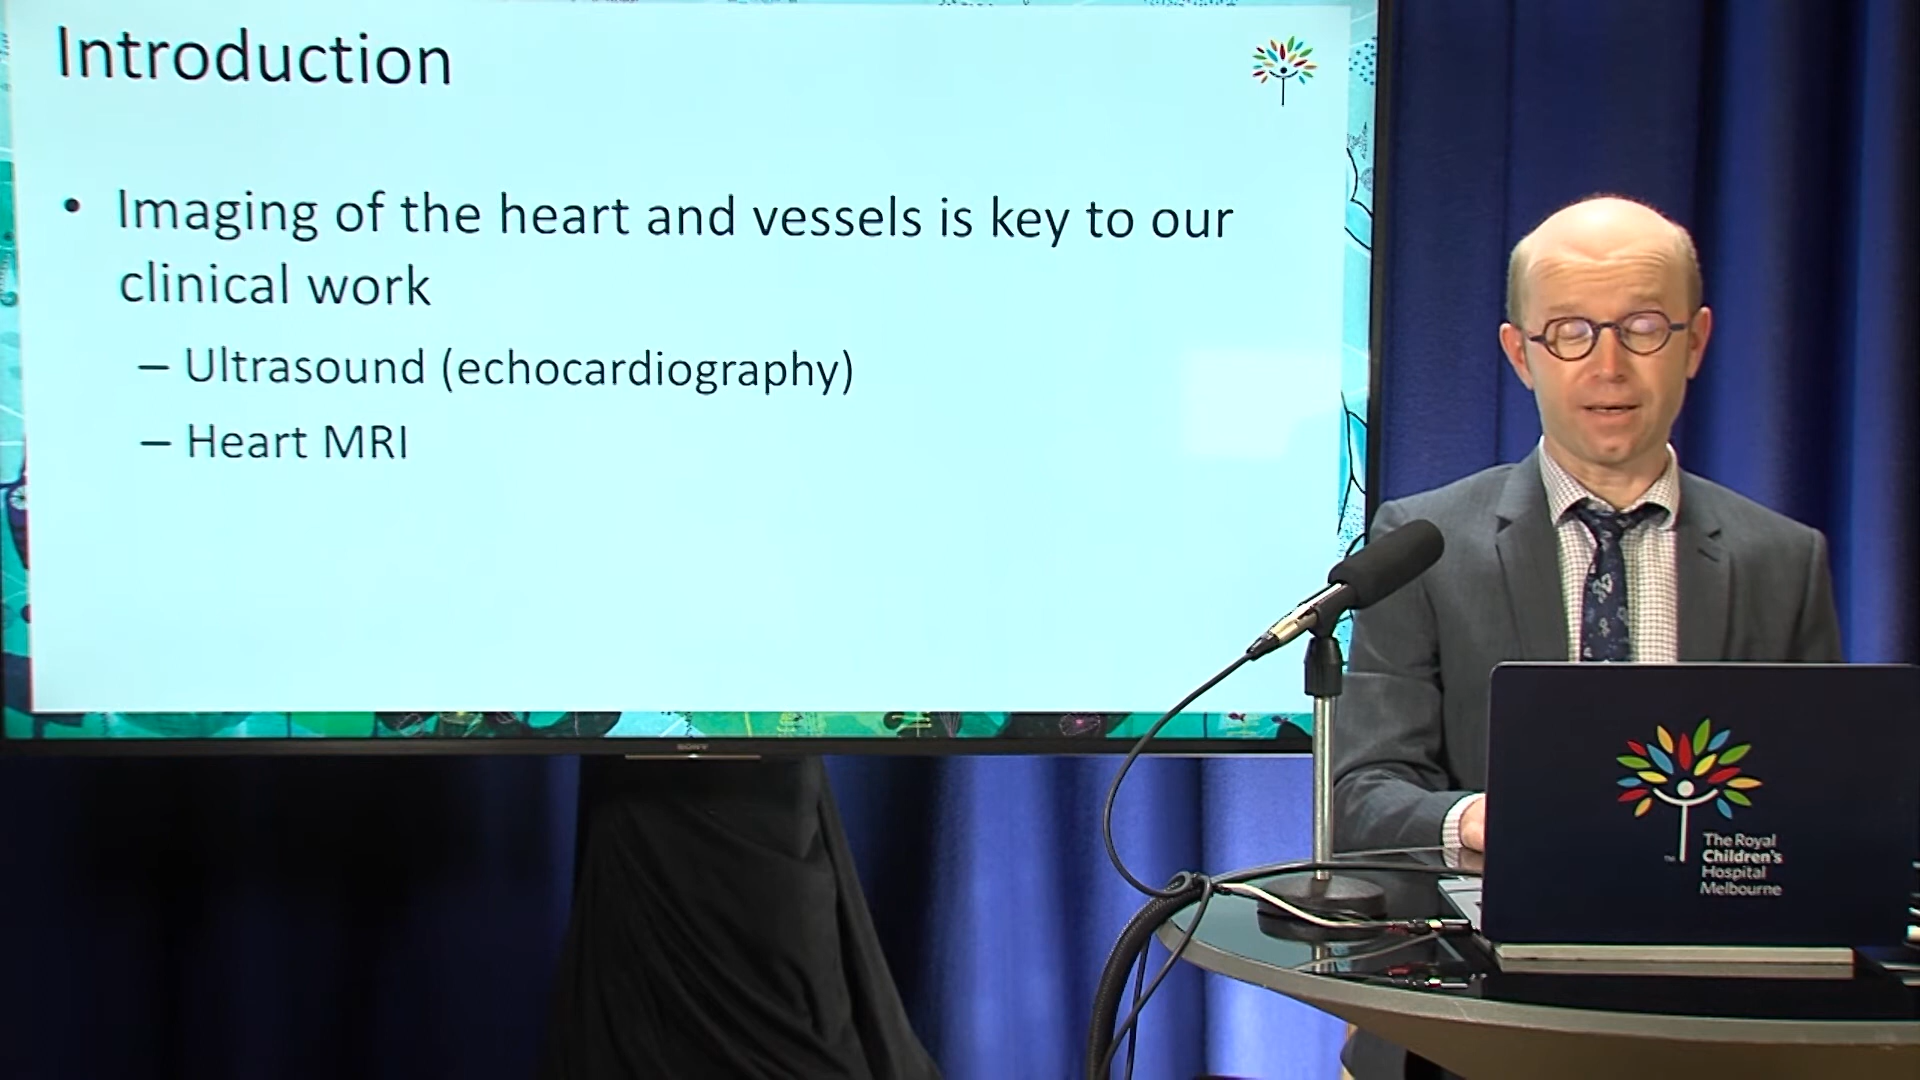 Introduction
• Imaging of the heart and vessels is key to our
clinical work
– Ultrasound (echocardiography)
– Heart MRI
SONY
The Royal
Children's
Hospital
Melbourne
TM